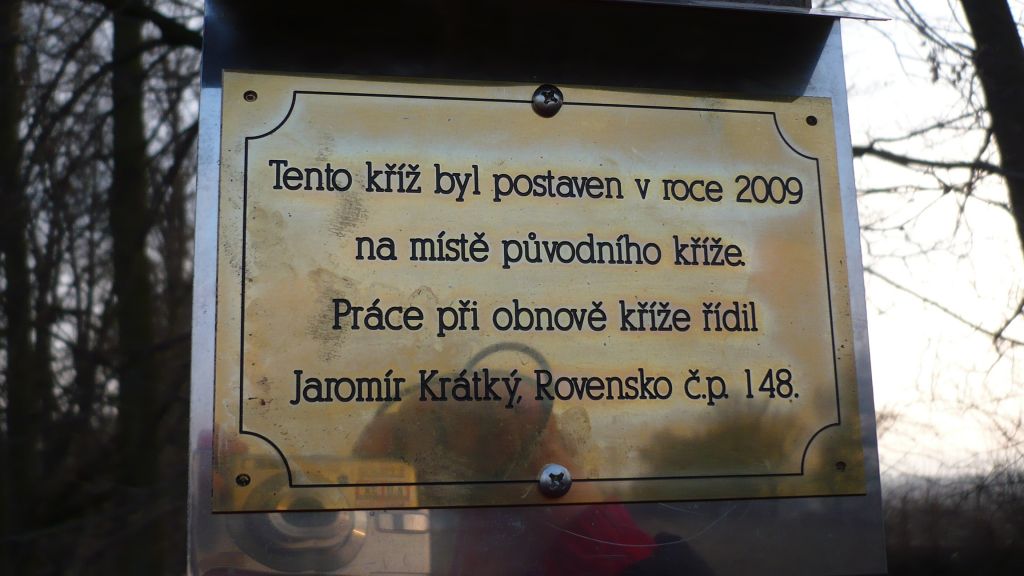 Tento kříž byl postaven v roce 2009
na místě původního kříže.
Práce při obnově kříže řídil
Jaromír Krátký, Rovensko č.p. 148.